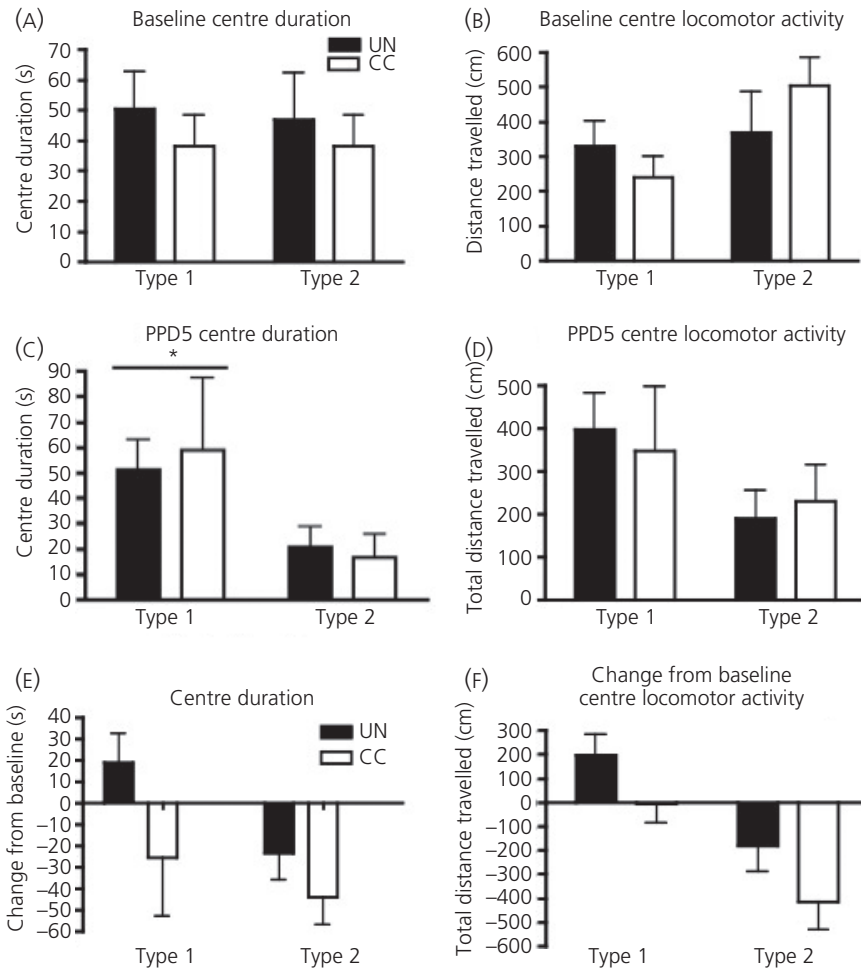 (A) Baseline centre duration
UN
CC
Centre duration (s)
70
60
50
40
30
20
10
0
Type 1 Type 2
(B) Baseline centre locomotor activity
Distance travelled (cm)
600
500
400
300
200
100
0
Type 1 Type 2
(C) PPD5 centre duration
*
Centre duration (s)
90
80
70
60
50
40
30
20
10
0
Type 1 Type 2
(D) PPD5 centre locomotor activity
Total distance travelled (cm)
500
400
300
200
100
0
Type 1 Type 2
(E) Centre duration
UN
CC
Change from baseline (s)
40
30
20
10
0
−10
−20
−30
−40
−50
−60
Type 1 Type 2
(F) Change from baseline
centre locomotor activity
Total distance travelled (cm)
300
200
100
0
−100
−200
−300
−400
−500
−600
Type 1 Type 2